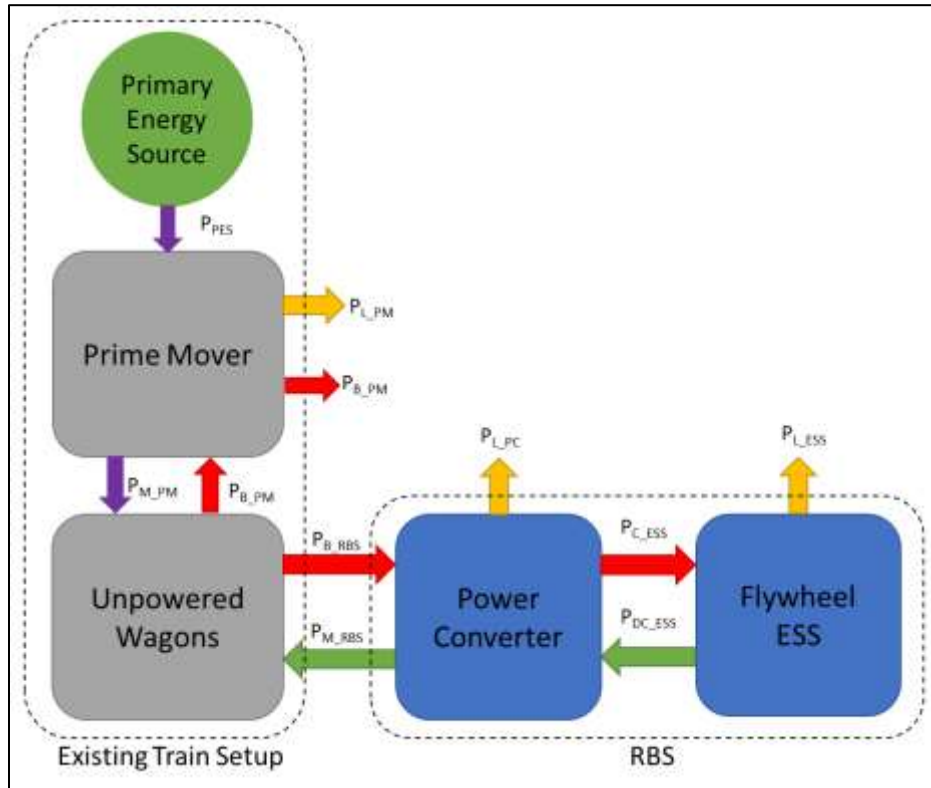 Primary
Energy
Source
P_PES
P_L_PM
Prime Mover
P_B_PM
P_L_PC
P_L_ESS
P_M_PM
P_B_PM
P_B_RBS
P_C_ESS
Unpowered
Wagons
Power
Converter
Flywheel
ESS
P_DC_ESS
P_M_RBS
Existing Train Setup
RBS